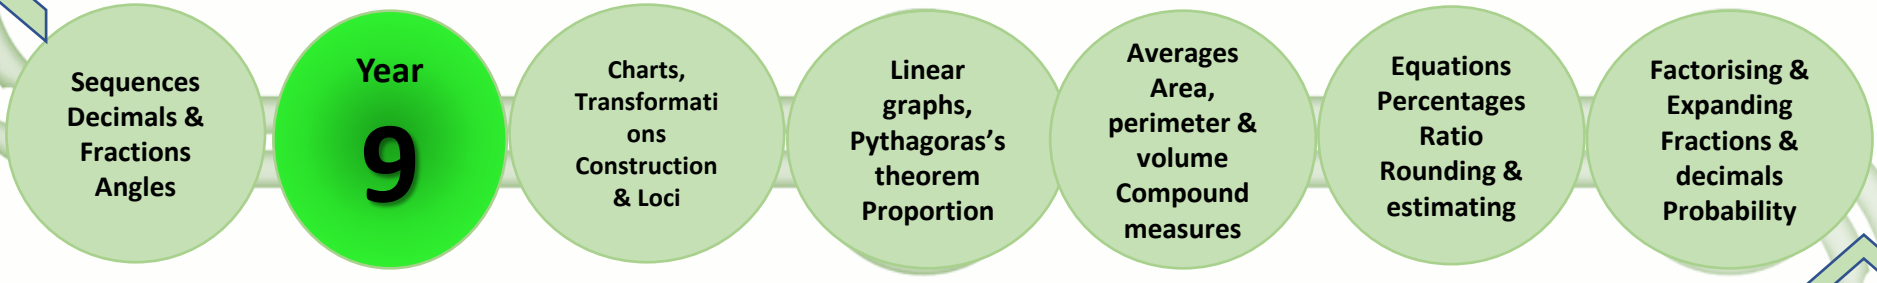 Sequences
Decimals &
Fractions
Angles
Year
9
Charts,
Transformati
ons
Construction
& Loci
Linear
graphs,
Pythagoras's
theorem
Proportion
Averages
Area,
perimeter &
volume
Compound
measures
Equations
Percentages
Ratio
Rounding &
estimating
Factorising &
Expanding
Fractions &
decimals
Probability